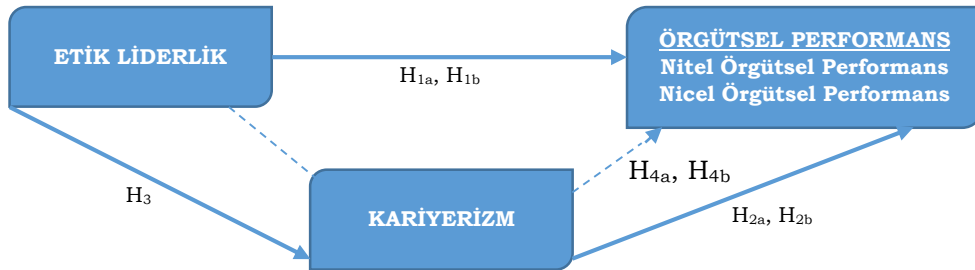 ETİK LİDERLİK
H1a, H1b
ÖRGÜTSEL PERFORMANS
Nitel Örgütsel Performans
Nicel Örgütsel Performans
H3
KARİYERİZM
H4a, H4b
H2a, H2b